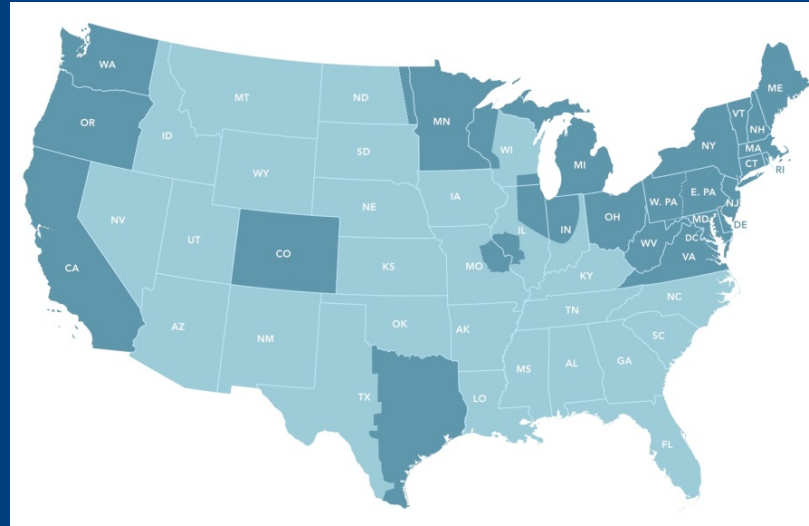 WA
OR
CA
NV
ID
MT
WY
UT
AZ
CO
NM
ND
SD
NE
KS
OK
TX
MN
IA
MO
AK
LO
WI
IL
MS
MI
IN
KY
TN
AL
OH
WV
VA
NC
SC
GA
FL
W. PA
E. PA
MD
DC
DE
NJ
NY
CT
RI
MA
VT
NH
ME